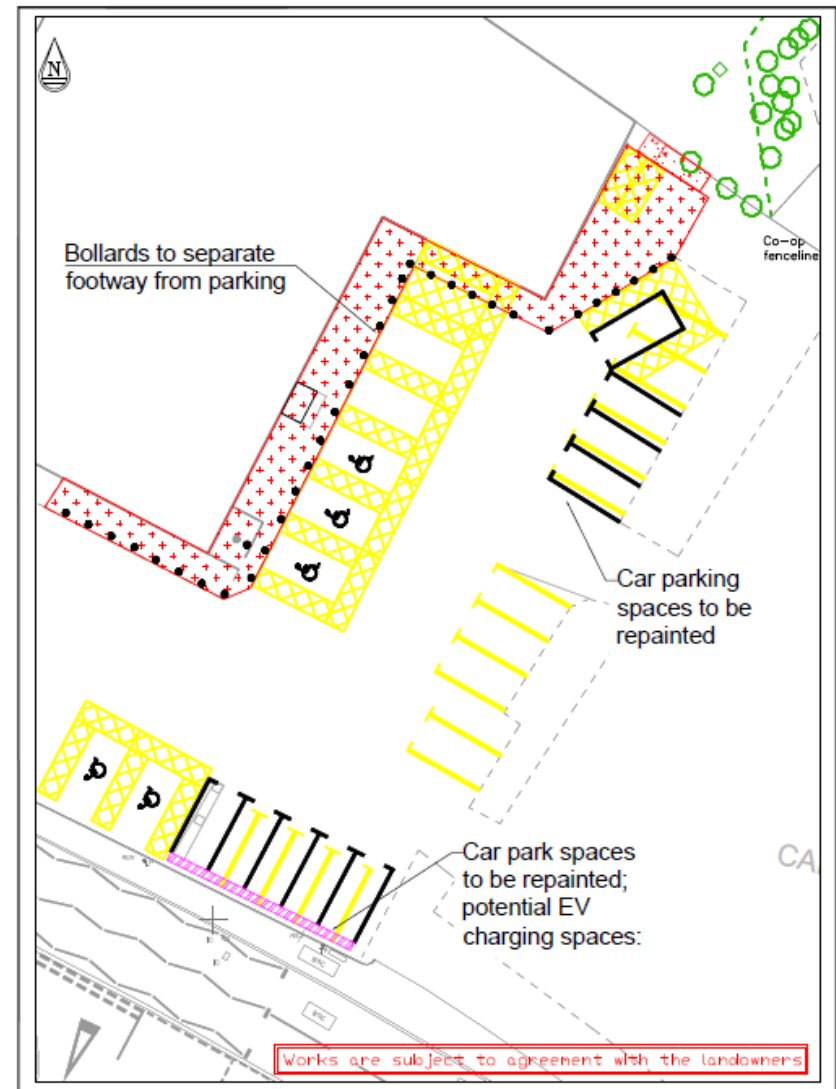 N
Bollards to separate
footway from parking
Co-op
fenceline
Car parking
spaces to be
repainted
Car park spaces
to be repainted;
potential EV
charging spaces:
CA
Works are subject to agreement with the landowners